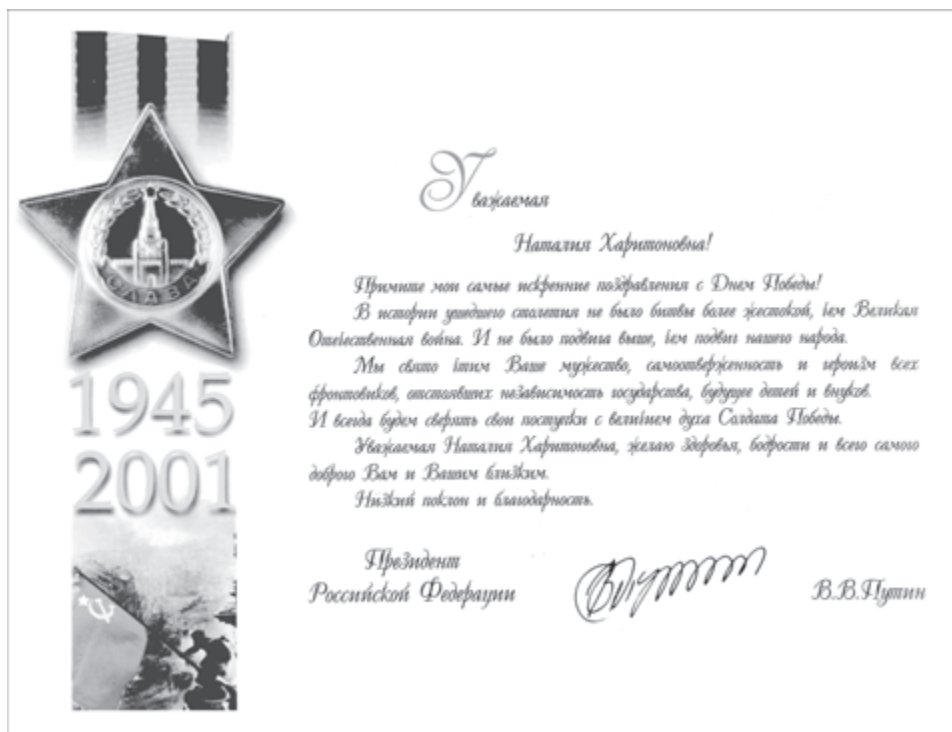 СЛАВА
1945
2001
Уважаемая
Наталия Харитоновна!
Примите мои самые искренние поздравления с Днем Победы!
В истории ушедшего столетия не было битвы более жестокой, чем Великая
Отечественная война. И не было подвига выше, чем подвиг нашего народа.
Мы свято чтим Ваше мужество, самоотверженность и героизм всех
фронтовиков, отстоявших независимость государства, будущее детей и внуков.
И всегда будем сверять свои поступки с величием духа Солдата Победы.
Уважаемая Наталия Харитоновна, желаю здоровья, бодрости и всего самого
доброго Вам и Вашим близким.
Низкий поклон и благодарность.
Президент
Российской Федерации
В.В.Путин